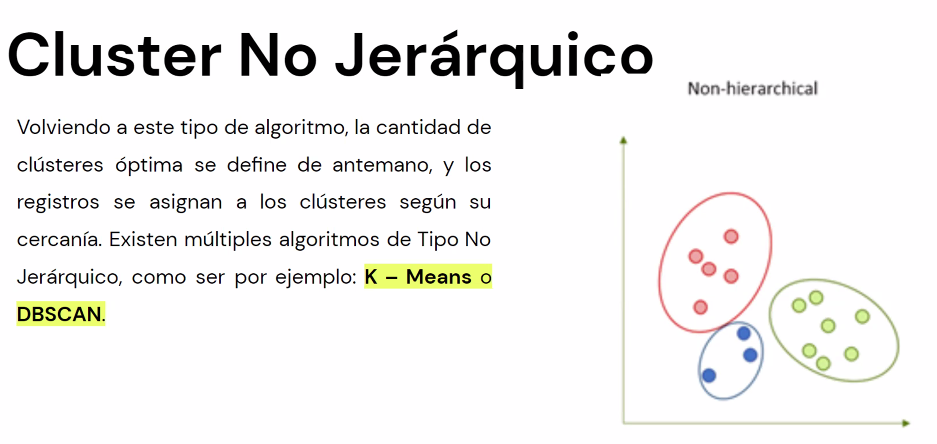 Cluster No Jerárquico
Non-hierarchical
Volviendo a este tipo de algoritmo, la cantidad de
clústeres óptima se define de antemano, y los
registros se asignan a los clústeres según su
cercanía. Existen múltiples algoritmos de Tipo No
Jerárquico, como ser por ejemplo: K – Means o
DBSCAN.